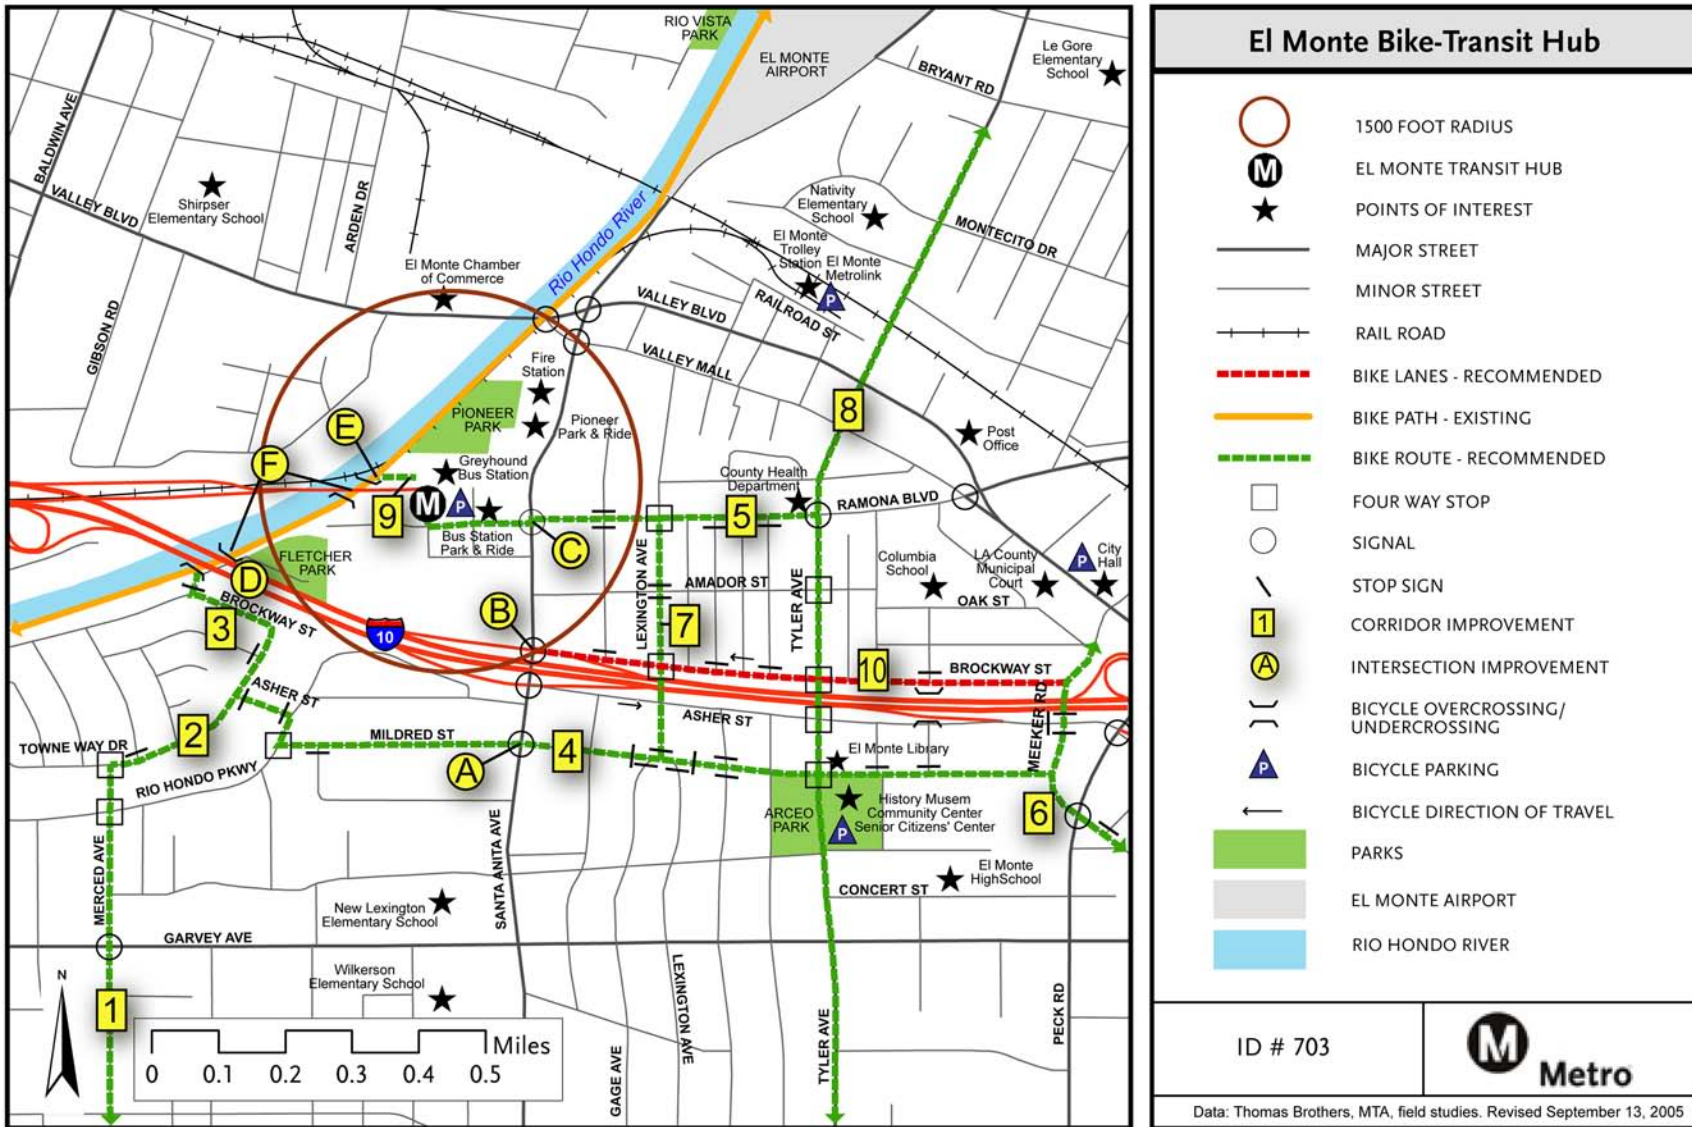 RIO VISTA
PARK
EL MONTE
AIRPORT
Le Gore
Elementary
School
BRYANT RD
BALDWIN AVE
VALLEY BLVD
Shirpser
Elementary School
ARDEN DR
Rio Hondo River
Nativity
Elementary
School
MONTECITO DR
El Monte
Trolley
Station
El Monte
Metrolink
P
RAILROAD ST
El Monte Chamber
of Commerce
VALLEY BLVD
VALLEY MALL
GIBSON RD
Fire
Station
PIONEER
PARK
Pioneer
Park & Ride
8
Post
Office
E
F
Greyhound
Bus Station
County Health
Department
RAMONA BLVD
M
P
9
5
Bus Station
Park & Ride
C
FLETCHER
PARK
D
LEXINGTON AVE
AMADOR ST
TYLER AVE
Columbia
School
LA County
Municipal
Court
P
City
Hall
OAK ST
BROCKWAY ST
3
10
B
7
10
BROCKWAY ST
ASHER ST
ASHER ST
MEEKER RD
2
TOWNE WAY DR
MILDRED ST
4
El Monte Library
A
RIO HONDO PKWY
ARCEO
PARK
History Musem
Community Center
Senior Citizens' Center
P
6
MERCED AVE
SANTA ANITA AVE
El Monte
HighSchool
CONCERT ST
New Lexington
Elementary School
GARVEY AVE
Wilkerson
Elementary School
LEXINGTON AVE
N
1
Miles
0 0.1 0.2 0.3 0.4 0.5
GAGE AVE
TYLER AVE
PECK RD
El Monte Bike-Transit Hub
1500 FOOT RADIUS
M EL MONTE TRANSIT HUB
POINTS OF INTEREST
MAJOR STREET
MINOR STREET
RAIL ROAD
BIKE LANES - RECOMMENDED
BIKE PATH - EXISTING
BIKE ROUTE - RECOMMENDED
FOUR WAY STOP
SIGNAL
STOP SIGN
1 CORRIDOR IMPROVEMENT
A INTERSECTION IMPROVEMENT
BICYCLE OVERCROSSING/
UNDERCROSSING
P BICYCLE PARKING
BICYCLE DIRECTION OF TRAVEL
PARKS
EL MONTE AIRPORT
RIO HONDO RIVER
ID # 703
M Metro
Data: Thomas Brothers, MTA, field studies. Revised September 13, 2005